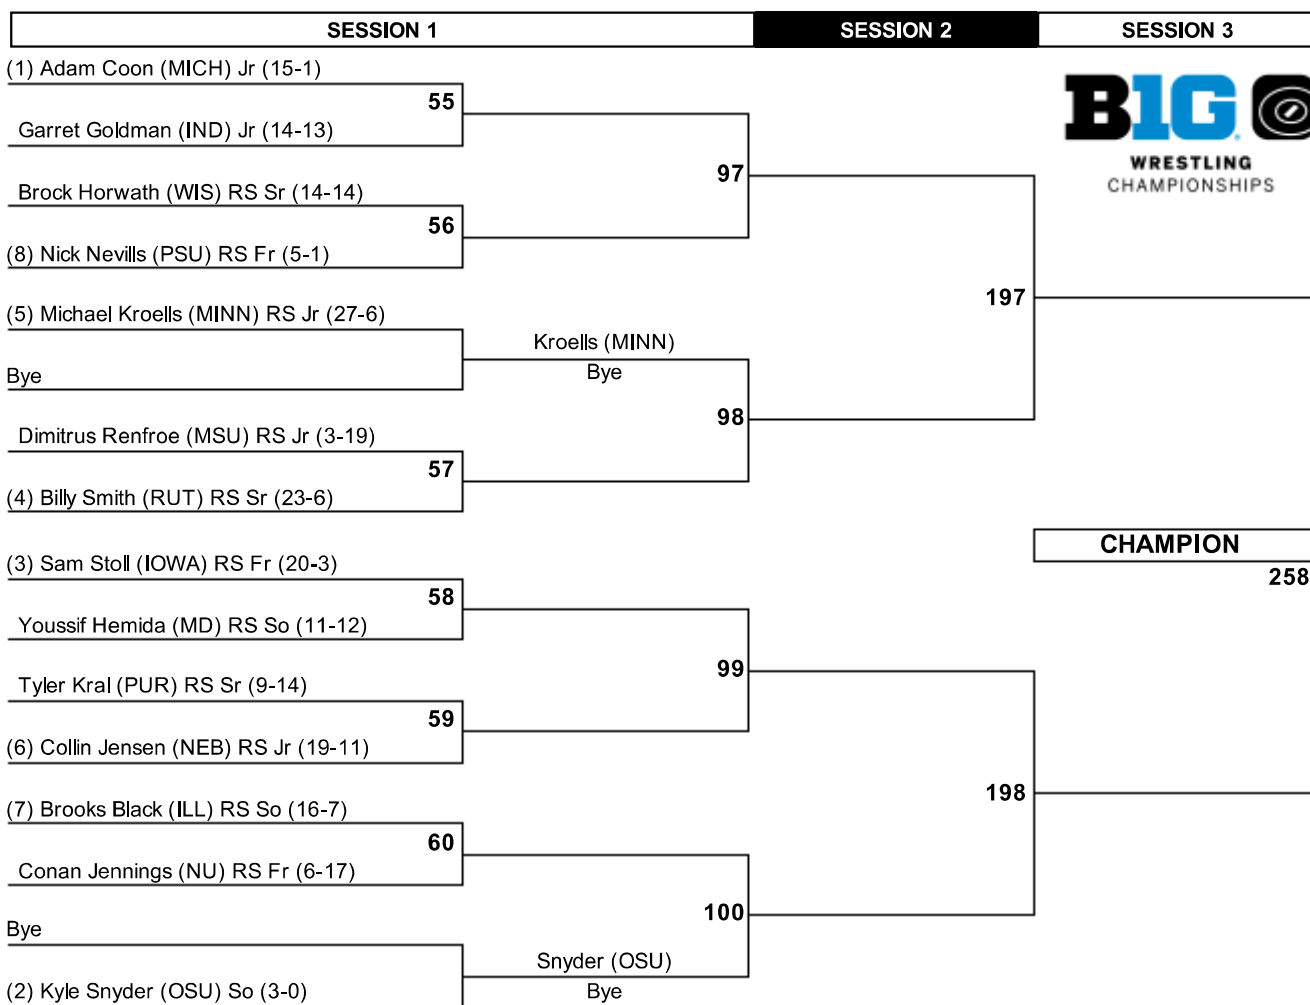 SESSION 1 SESSION 2 SESSION 3
(1) Adam Coon (MICH) Jr (15-1)
55
Garret Goldman (IND) Jr (14-13)
B1G
WRESTLING
CHAMPIONSHIPS
97
Brock Horwath (WIS) RS Sr (14-14)
56
(8) Nick Nevills (PSU) RS Fr (5-1)
197
(5) Michael Kroells (MINN) RS Jr (27-6)
Kroells (MINN)
Bye
Bye
98
Dimitrus Renfroe (MSU) RS Jr (3-19)
57
(4) Billy Smith (RUT) RS Sr (23-6)
CHAMPION
258
(3) Sam Stoll (IOWA) RS Fr (20-3)
58
Youssif Hemida (MD) RS So (11-12)
99
Tyler Kral (PUR) RS Sr (9-14)
59
(6) Collin Jensen (NEB) RS Jr (19-11)
198
(7) Brooks Black (ILL) RS So (16-7)
60
Conan Jennings (NU) RS Fr (6-17)
100
Bye
Snyder (OSU)
Bye
(2) Kyle Snyder (OSU) So (3-0)